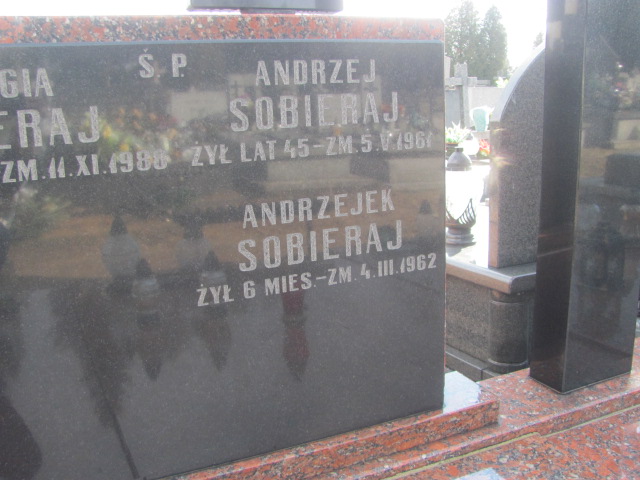 GIA
ERAJ
ZM. 11. XI. 1988
Ś. P.
ANDRZEJ
SOBIERAJ
ŻYŁ LAT 45 – ZM. 5. V. 1961
ANDRZEJEK
SOBIERAJ
ŻYŁ 6 MIES. – ZM. 4. III. 1962